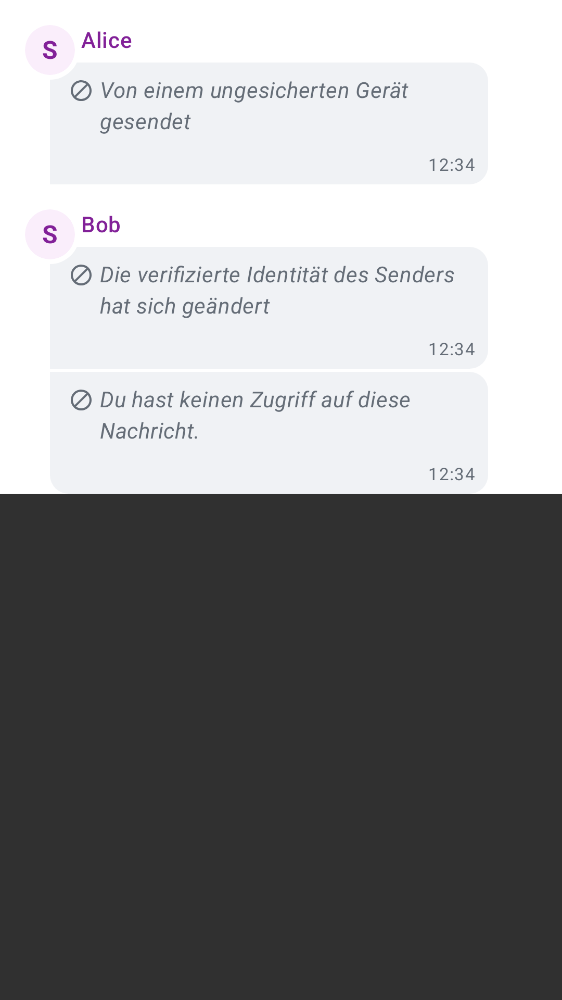 S Alice
Von einem ungesicherten Gerät
gesendet
12:34
S Bob
Die verifizierte Identität des Senders
hat sich geändert
12:34
Du hast keinen Zugriff auf diese
Nachricht.
12:34